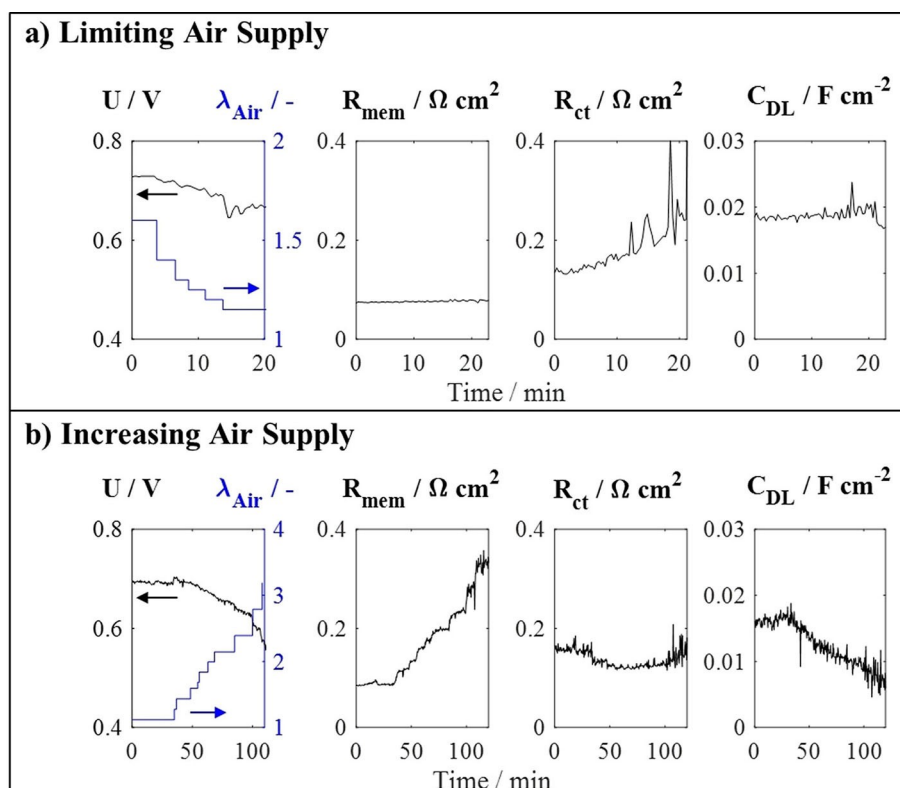 a) Limiting Air Supply
U / V λAir / - Rmem / Ω cm² Rct / Ω cm² CDL / F cm⁻²
0.8 2 0.4 0.4 0.03
0.6 1.5 0.2 0.2 0.02
0.01
0.4 1 0 0 0
0 10 20 0 10 20 0 10 20 0 10 20
Time / min
b) Increasing Air Supply
U / V λAir / - Rmem / Ω cm² Rct / Ω cm² CDL / F cm⁻²
0.8 4 0.4 0.4 0.03
3 0.02
0.6 0.2 0.2
2 0.01
0.4 1 0 0 0
0 50 100 0 50 100 0 50 100 0 50 100
Time / min